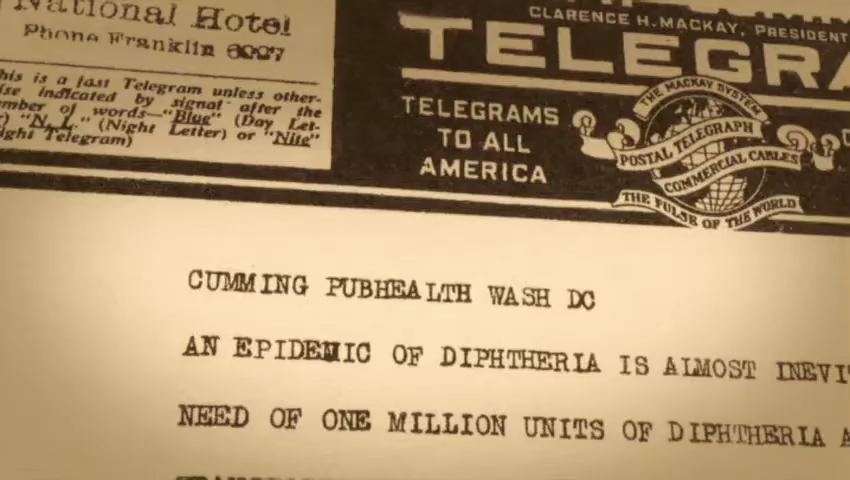 National Hotel
Phone Franklin 6027
his is a fast Telegram unless other-
ise indicated by signal after the
mber of words—"Blue" (Day Let-
"N. L." (Night Letter) or "Nite"
ight Telegram)
CLARENCE H. MACKAY, PRESIDENT
TELEGRA
TELEGRAMS
TO ALL
AMERICA
THE MACKAY SYSTEM
POSTAL TELEGRAPH
COMMERCIAL CABLES
THE PULSE OF THE WORLD
CUMMING PUBHEALTH WASH DC
AN EPIDEMIC OF DIPHTHERIA IS ALMOST INEVI
NEED OF ONE MILLION UNITS OF DIPHTHERIA A